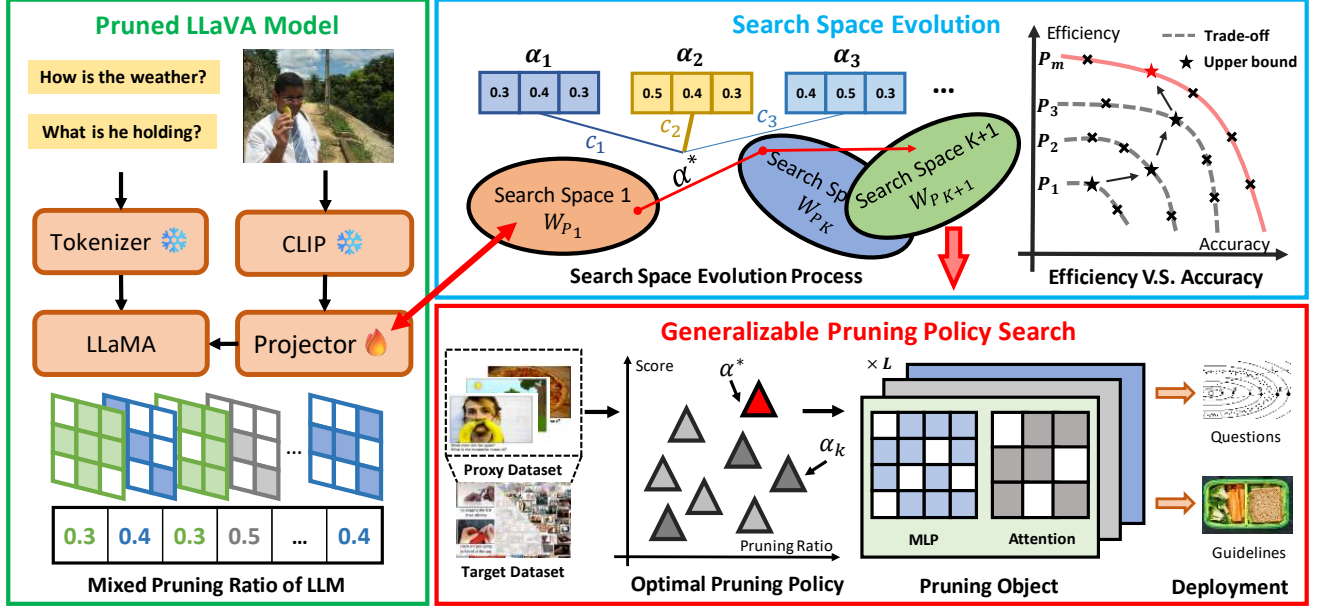 Pruned LLaVA Model
How is the weather?
What is he holding?
Tokenizer
CLIP
LLaMA
Projector
...
0.3 0.4 0.3 0.5 ... 0.4
Mixed Pruning Ratio of LLM
Search Space Evolution
α1 α2 α3
0.3 0.4 0.3 0.5 0.4 0.3 0.4 0.5 0.3 ...
c1 c2 c3
α*
Search Space 1
W_P1
Search Spa
W_PK
Search Space K+1
W_P K+1
Search Space Evolution Process
Efficiency
Trade-off
Upper bound
Pm
P3
P2
P1
Accuracy
Efficiency V.S. Accuracy
Generalizable Pruning Policy Search
Proxy Dataset
Target Dataset
Score
α*
αk
Pruning Ratio
Optimal Pruning Policy
× L
MLP Attention
Pruning Object
Questions
Guidelines
Deployment